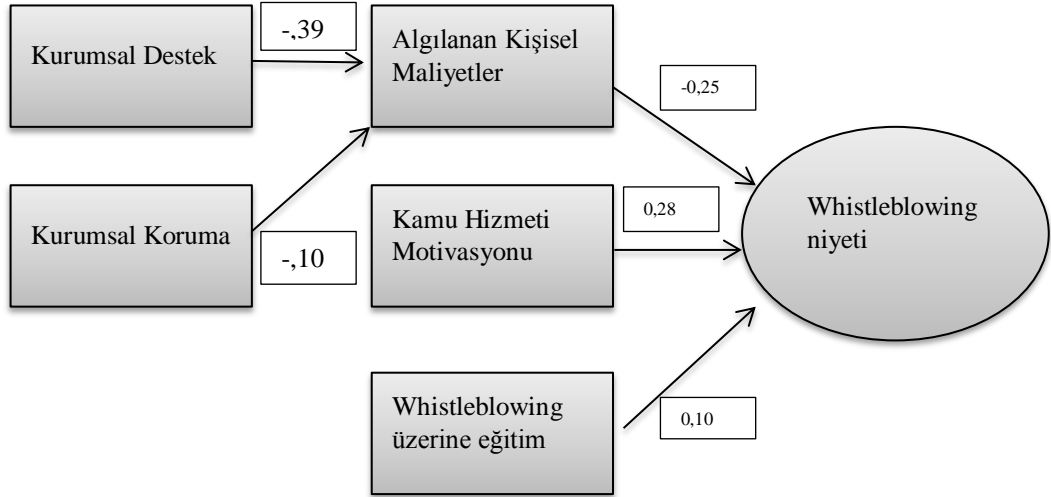 Kurumsal Destek
-,39
Algılanan Kişisel
Maliyetler
-0,25
Kurumsal Koruma
-,10
Kamu Hizmeti
Motivasyonu
0,28
Whistleblowing
niyeti
Whistleblowing
üzerine eğitim
0,10